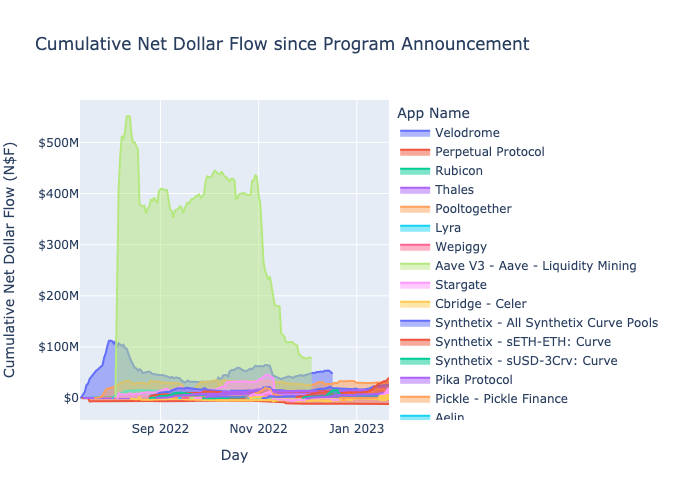 Cumulative Net Dollar Flow since Program Announcement
Cumulative Net Dollar Flow (N$F)
$500M
$400M
$300M
$200M
$100M
$0
Sep 2022
Nov 2022
Jan 2023
Day
App Name
Velodrome
Perpetual Protocol
Rubicon
Thales
Pooltogether
Lyra
Wepiggy
Aave V3 - Aave - Liquidity Mining
Stargate
Cbridge - Celer
Synthetix - All Synthetix Curve Pools
Synthetix - sETH-ETH: Curve
Synthetix - sUSD-3Crv: Curve
Pika Protocol
Pickle - Pickle Finance
Aelin